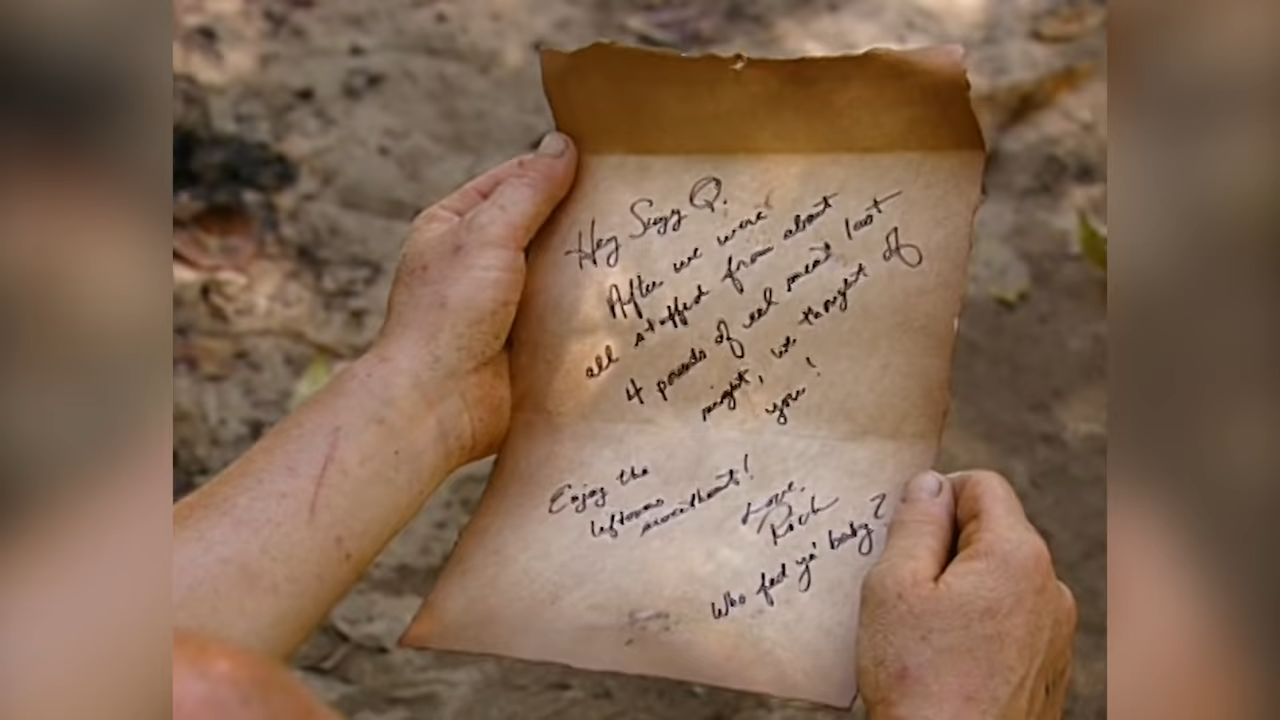 Hey Suzy Q.
After we were
all stuffed from about
4 pounds of eel meat last
night, we thought of
you!
Enjoy the
leftovers
sweetheart!
Love,
Rich
Who fed ya' baby?